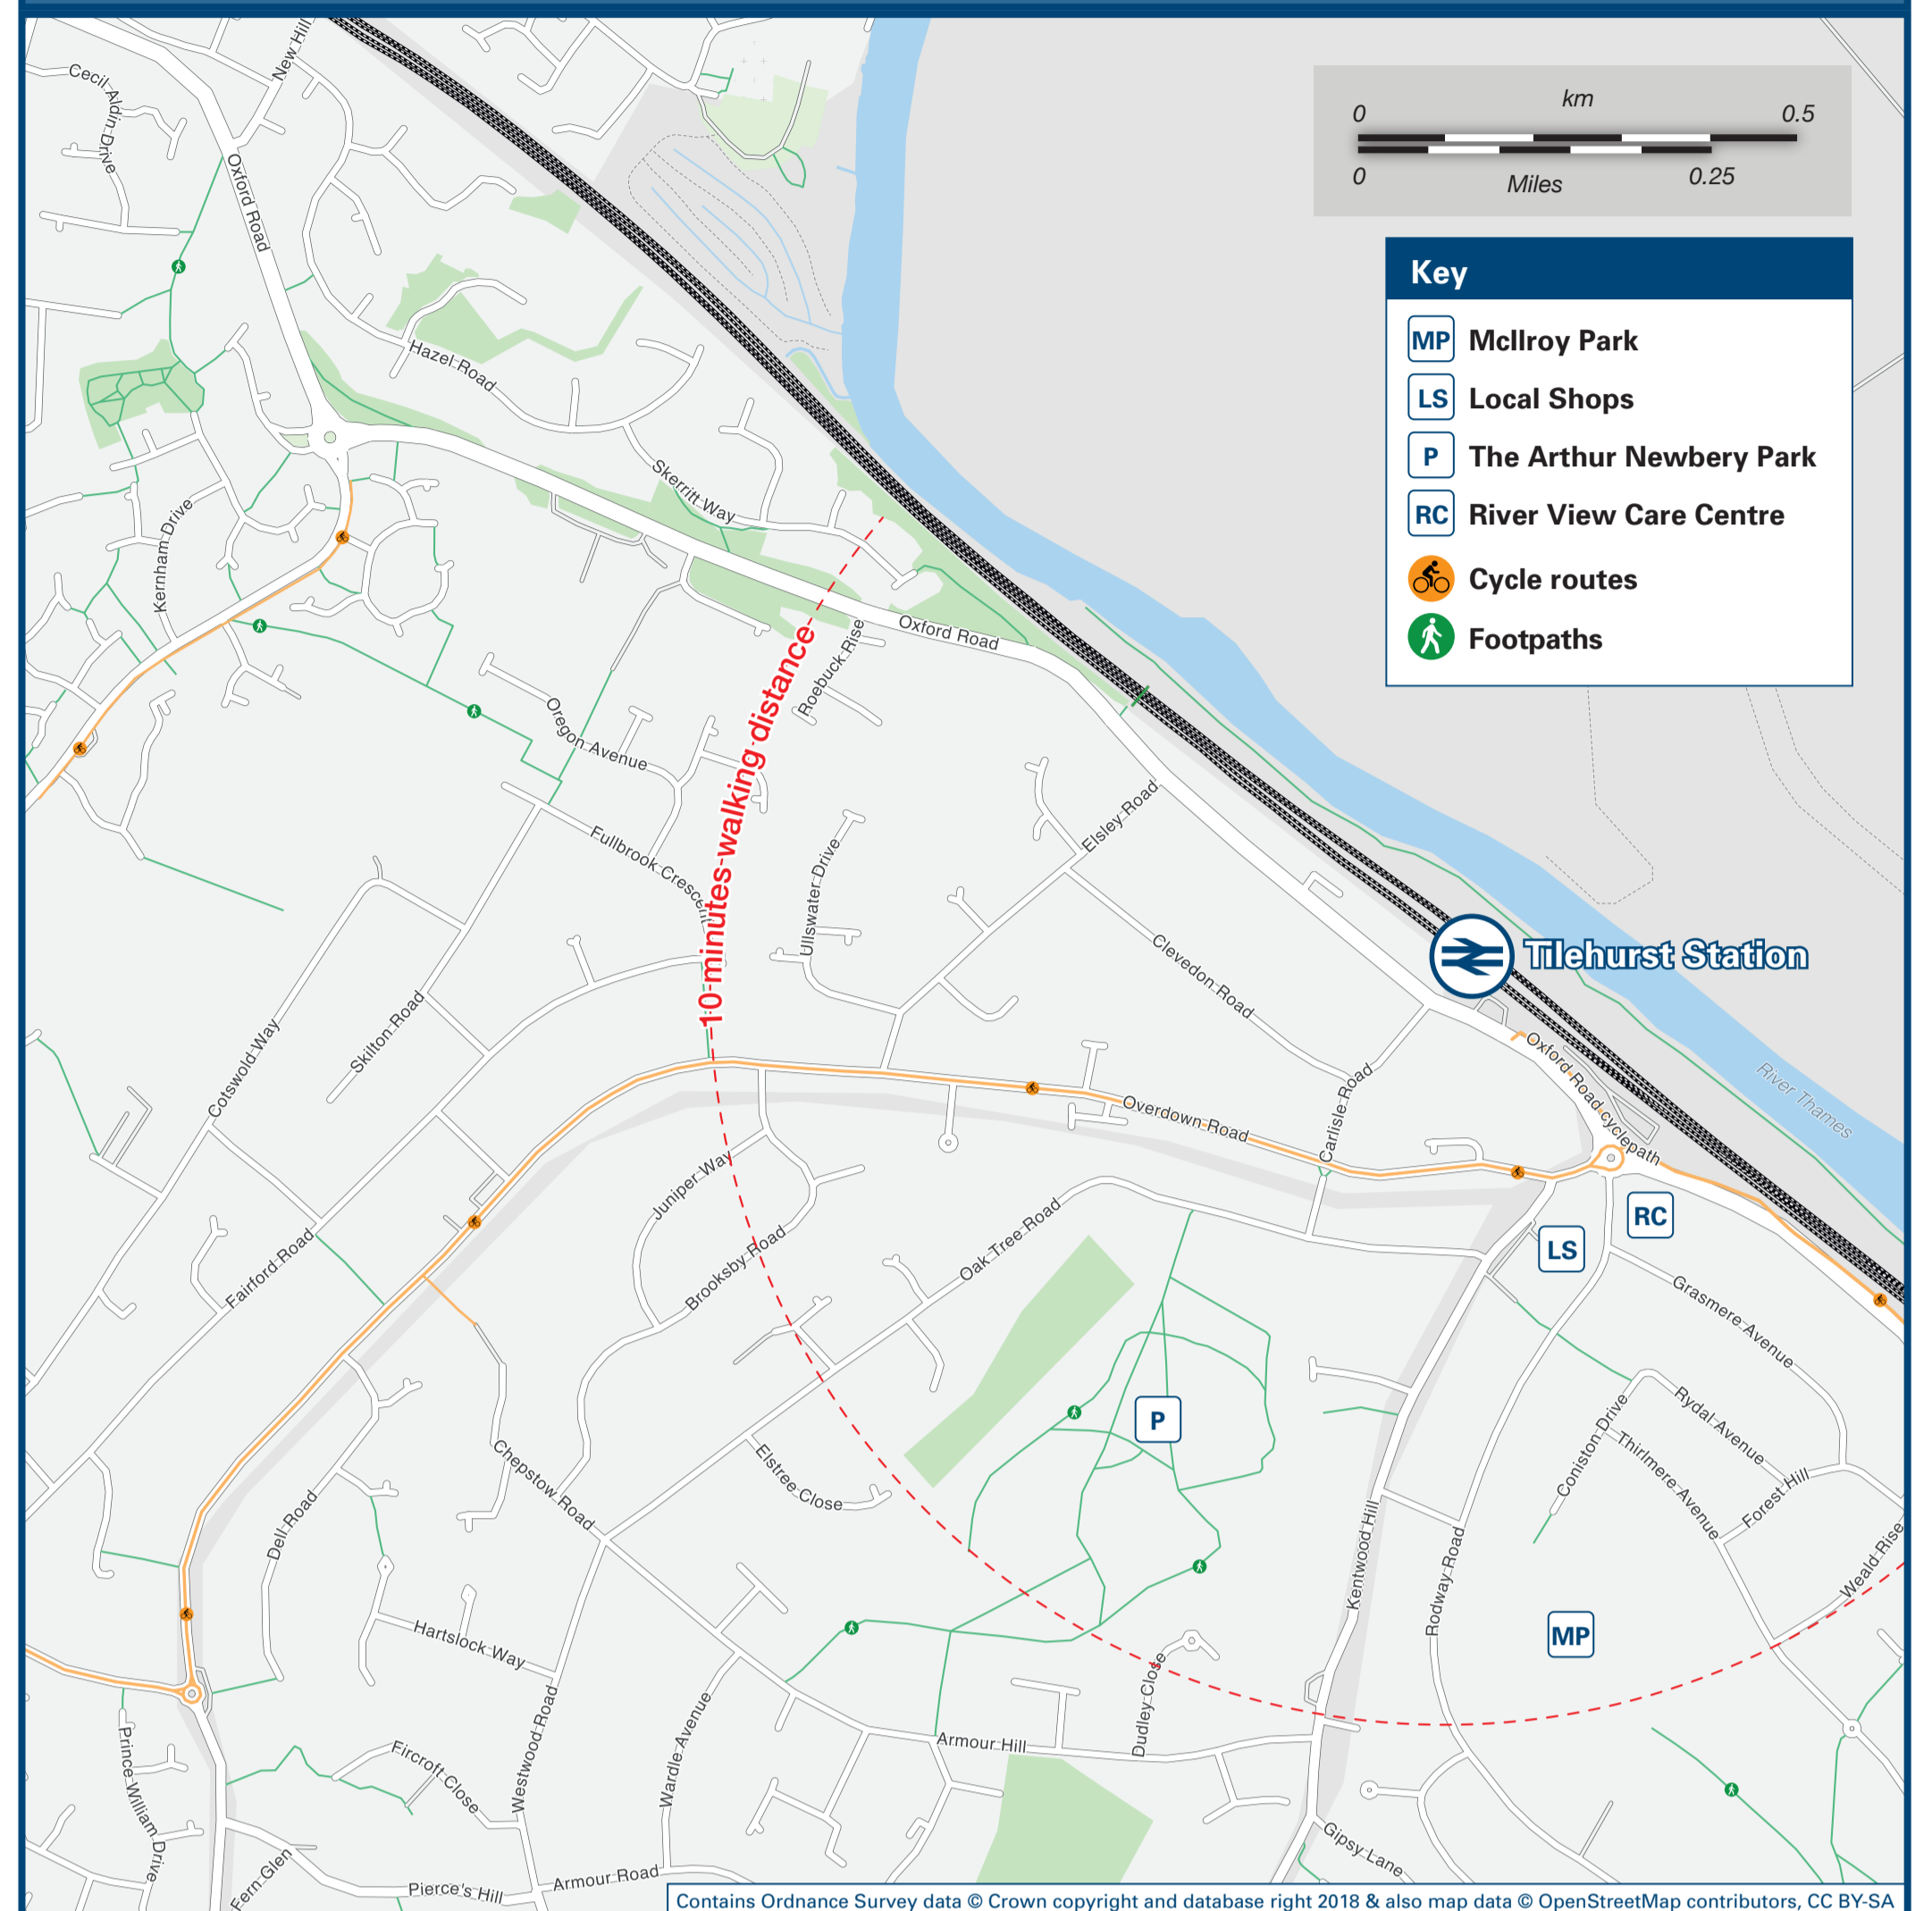 New Hill
Cecil Aldin Drive
Oxford Road
km
0
0.5
0
Miles
0.25
Key
MP McIlroy Park
LS Local Shops
P The Arthur Newbery Park
RC River View Care Centre
Cycle routes
Footpaths
Hazel Road
Skerritt Way
Kernham Drive
Oxford Road
Roebuck Rise
10 minutes walking distance
Oregon Avenue
Elsley Road
Fullbrook Crescent
Ullswater Drive
Clevedon Road
Tilehurst Station
Skilton Road
Cotswold Way
Oxford Road cyclepath
River Thames
Carlisle Road
Overdown Road
Juniper Way
Brooksby Road
Oak Tree Road
Fairford Road
RC
LS
Grasmere Avenue
P
Rydal Avenue
Coniston Drive
Thirlmere Avenue
Forest Hill
Weald Rise
Elstree Close
Chepstow Road
Dell Road
Kentwood Hill
Rodway Road
MP
Hartslock Way
Dudley Close
Armour Hill
Westwood Road
Wardle Avenue
Fircroft Close
Prince William Drive
Gipsy Lane
Fern Glen
Pierce's Hill
Armour Road
Contains Ordnance Survey data © Crown copyright and database right 2018 & also map data © OpenStreetMap contributors, CC BY-SA